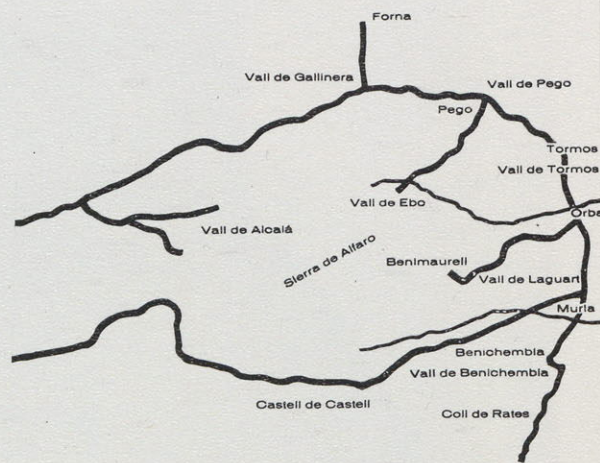 Forna
Vall de Gallinera
Vall de Pego
Pego
Tormos
Vall de Tormos
Vall de Ebo
Orba
Vall de Alcalá
Sierra de Alfaro
Benimaurell
Vall de Laguart
Murla
Benichembla
Vall de Benichembla
Castell de Castell
Coll de Rates